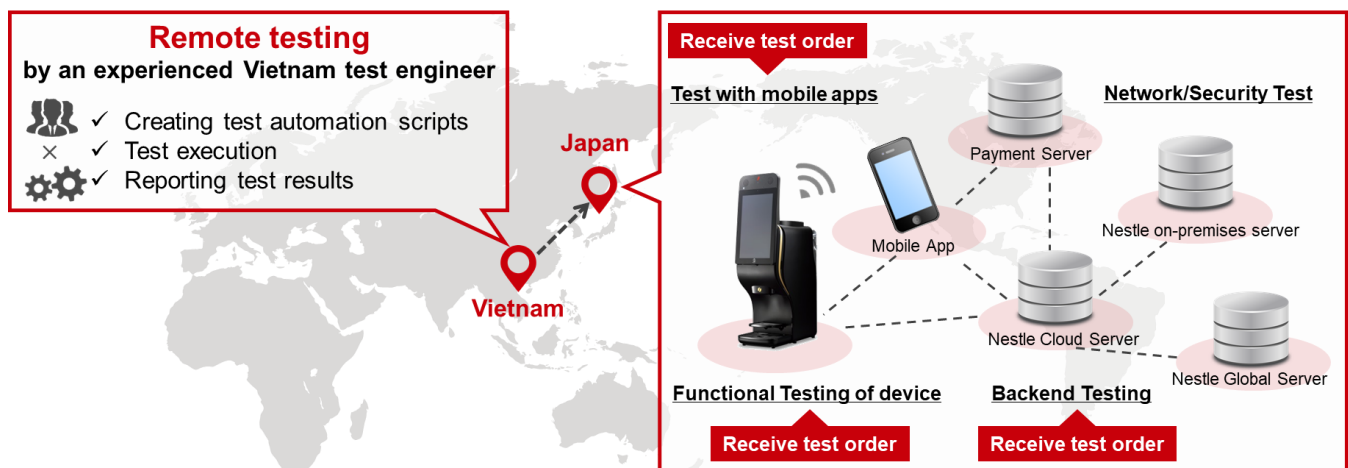 Remote testing
by an experienced Vietnam test engineer
✓ Creating test automation scripts
× ✓ Test execution
✓ Reporting test results
Japan
Vietnam
Receive test order
Test with mobile apps
Network/Security Test
Payment Server
Mobile App
Nestle on-premises server
Nestle Cloud Server
Nestle Global Server
Functional Testing of device
Backend Testing
Receive test order
Receive test order